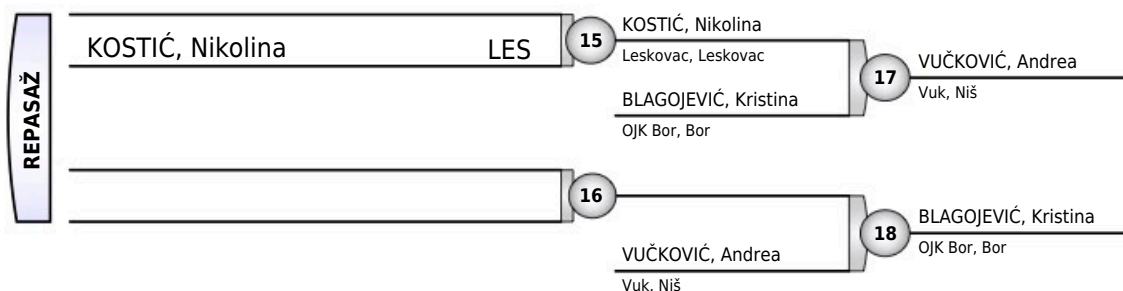 REPASAŽ
KOSTIĆ, Nikolina LES
15
KOSTIĆ, Nikolina
Leskovac, Leskovac
BLAGOJEVIĆ, Kristina
OJK Bor, Bor
17
VUČKOVIĆ, Andrea
Vuk, Niš
16
VUČKOVIĆ, Andrea
Vuk, Niš
18
BLAGOJEVIĆ, Kristina
OJK Bor, Bor